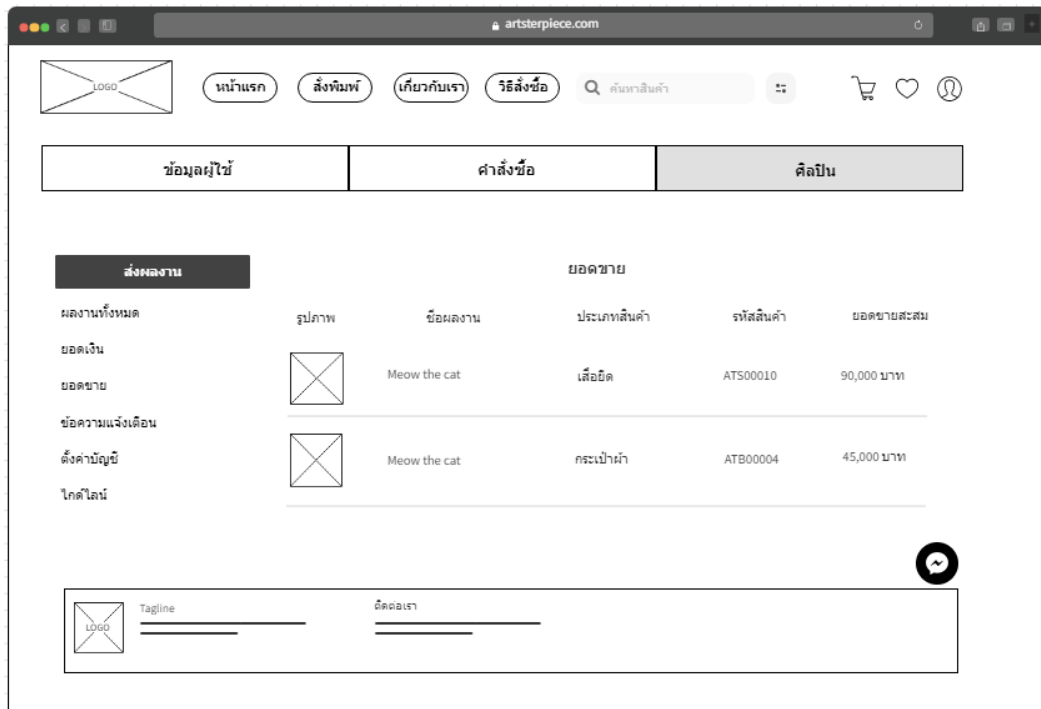 artsterpiece.com
LOGO
หน้าแรก
สั่งพิมพ์
เกี่ยวกับเรา
วิธีสั่งซื้อ
ค้นหาสินค้า
ข้อมูลผู้ใช้
คำสั่งซื้อ
ศิลปิน
ส่งผลงาน
ผลงานทั้งหมด
ยอดเงิน
ยอดขาย
ข้อความแจ้งเตือน
ตั้งค่าบัญชี
ไกด์ไลน์
ยอดขาย
รูปภาพ ชื่อผลงาน ประเภทสินค้า รหัสสินค้า ยอดขายสะสม
Meow the cat เสื้อยืด ATS00010 90,000 บาท
Meow the cat กระเป๋าผ้า ATB00004 45,000 บาท
LOGO
Tagline
ติดต่อเรา